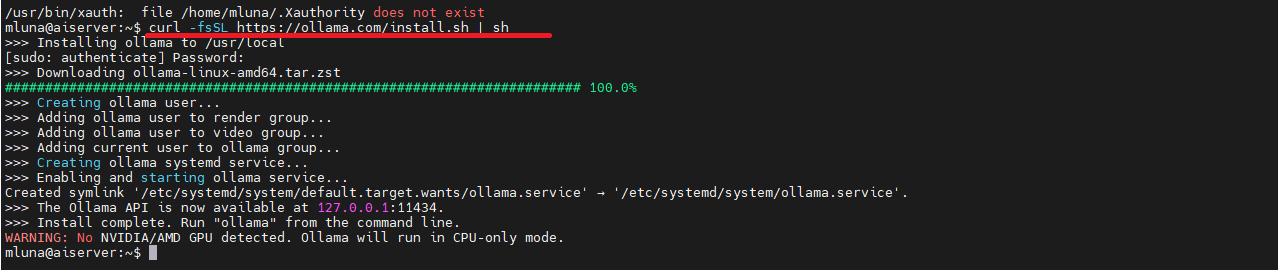 /usr/bin/xauth:  file /home/mluna/.Xauthority does not exist
mluna@aiserver:~$ curl -fsSL https://ollama.com/install.sh | sh
>>> Installing ollama to /usr/local
[sudo: authenticate] Password:
>>> Downloading ollama-linux-amd64.tar.zst
######################################################################## 100.0%
>>> Creating ollama user...
>>> Adding ollama user to render group...
>>> Adding ollama user to video group...
>>> Adding current user to ollama group...
>>> Creating ollama systemd service...
>>> Enabling and starting ollama service...
Created symlink '/etc/systemd/system/default.target.wants/ollama.service' → '/etc/systemd/system/ollama.service'.
>>> The Ollama API is now available at 127.0.0.1:11434.
>>> Install complete. Run "ollama" from the command line.
WARNING: No NVIDIA/AMD GPU detected. Ollama will run in CPU-only mode.
mluna@aiserver:~$